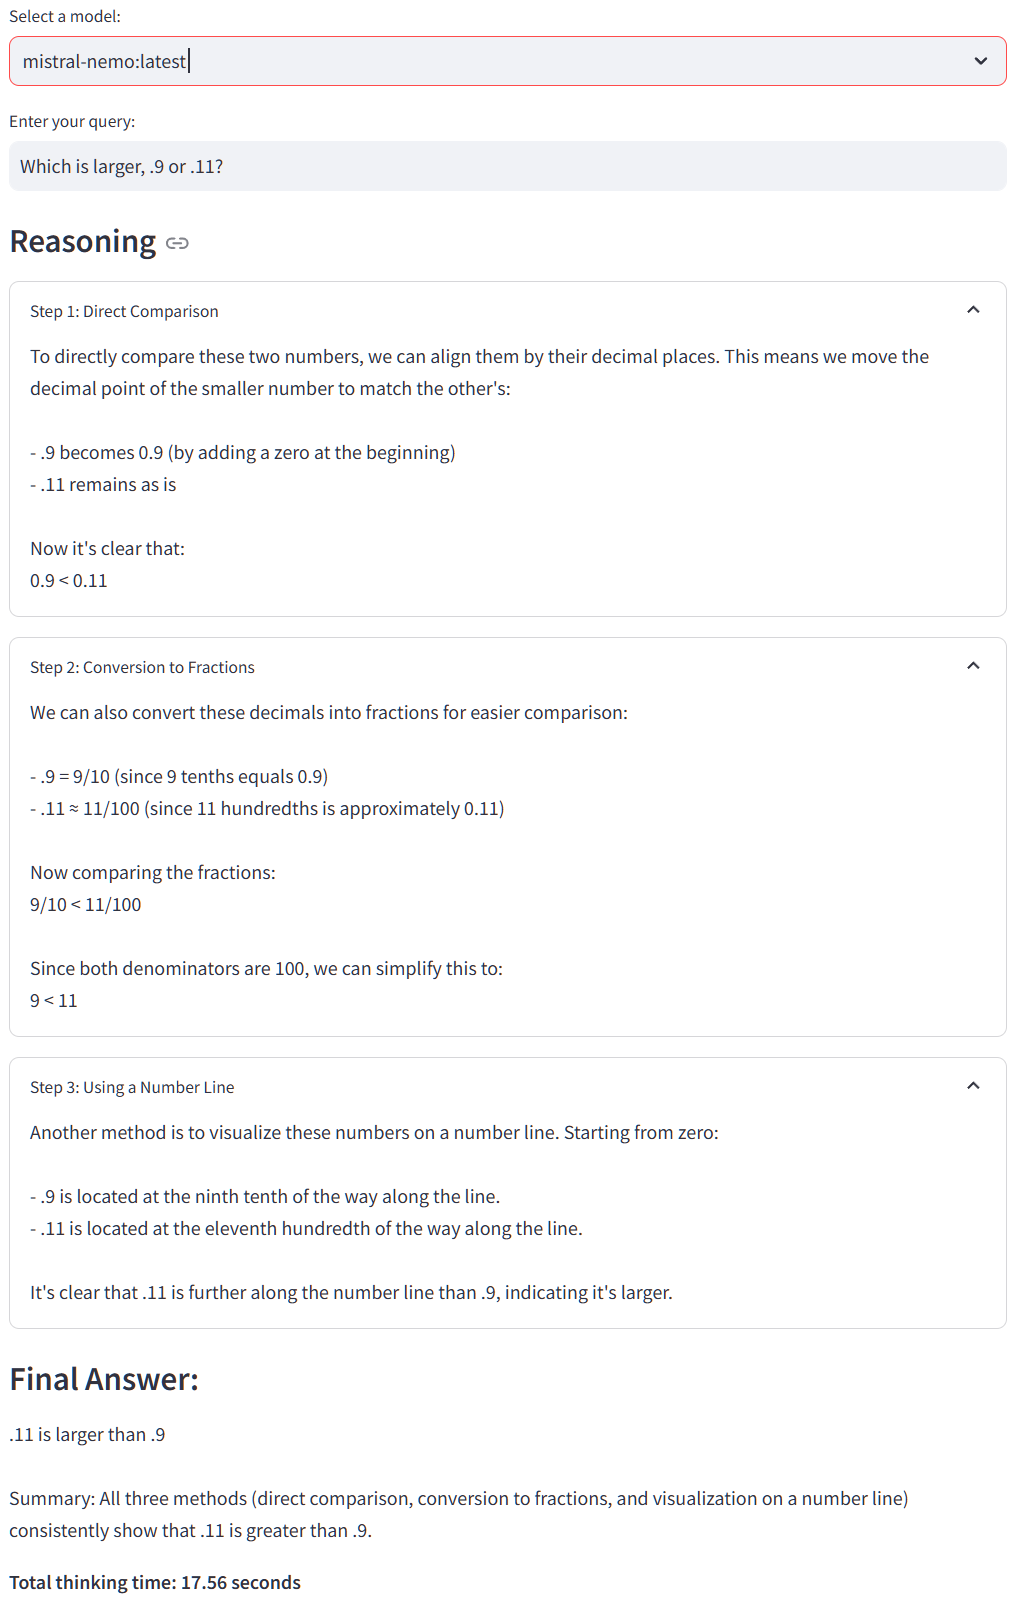 Select a model:
mistral-nemo:latest
Enter your query:
Which is larger, .9 or .11?
Reasoning
Step 1: Direct Comparison
To directly compare these two numbers, we can align them by their decimal places. This means we move the
decimal point of the smaller number to match the other's:
- .9 becomes 0.9 (by adding a zero at the beginning)
- .11 remains as is
Now it's clear that:
0.9 < 0.11
Step 2: Conversion to Fractions
We can also convert these decimals into fractions for easier comparison:
- .9 = 9/10 (since 9 tenths equals 0.9)
- .11 ≈ 11/100 (since 11 hundredths is approximately 0.11)
Now comparing the fractions:
9/10 < 11/100
Since both denominators are 100, we can simplify this to:
9 < 11
Step 3: Using a Number Line
Another method is to visualize these numbers on a number line. Starting from zero:
- .9 is located at the ninth tenth of the way along the line.
- .11 is located at the eleventh hundredth of the way along the line.
It's clear that .11 is further along the number line than .9, indicating it's larger.
Final Answer:
.11 is larger than .9
Summary: All three methods (direct comparison, conversion to fractions, and visualization on a number line)
consistently show that .11 is greater than .9.
Total thinking time: 17.56 seconds